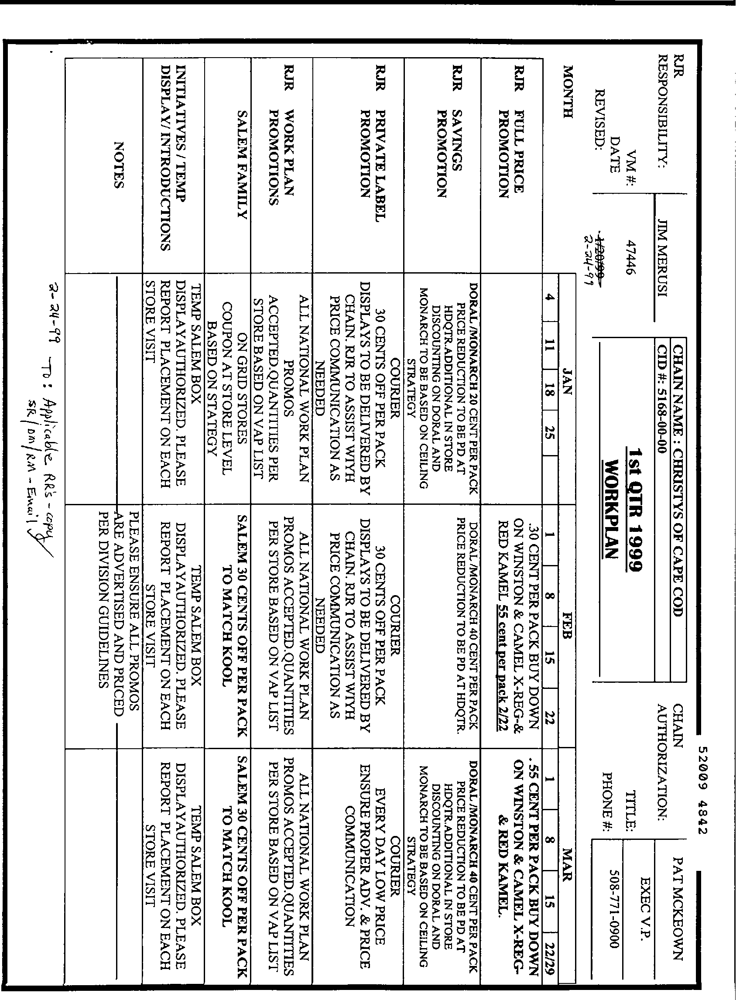 52009 4842
RJR
RESPONSIBILITY:
JIM MERUSI
CHAIN NAME : CHRISTYS OF CAPE COD
CID #: 5168-00-00
CHAIN
AUTHORIZATION:
PAT MCKEOWN
VM #:
47446
1st QTR 1999
WORKPLAN
TITLE:
EXEC V.P.
DATE
REVISED:
1/20/99
2-24-99
PHONE #:
508-771-0900
MONTH
JAN
FEB
MAR
4 11 18 25
1 8 15 22
1 8 15 22/29
RJR FULL PRICE
PROMOTION
.30 CENT PER PACK BUY DOWN
ON WINSTON & CAMEL X-REG-&
RED KAMEL 55 cent per pack 2/22
.55 CENT PER PACK BUY DOWN
ON WINSTON & CAMEL X-REG-
& RED KAMEL.
RJR SAVINGS
PROMOTION
DORAL /MONARCH 20 CENT PER PACK
PRICE REDUCTION TO BE PD AT
HDQTR.ADDITIONAL IN STORE
DISCOUNTING ON DORAL AND
MONARCH TO BE BASED ON CEILING
STRATEGY
DORAL /MONARCH 40 CENT PER PACK
PRICE REDUCTION TO BE PD AT HDQTR.
DORAL /MONARCH 40 CENT PER PACK
PRICE REDUCTION TO BE PD AT
HDQTR.ADDITIONAL IN STORE
DISCOUNTING ON DORAL AND
MONARCH TO BE BASED ON CEILING
STRATEGY
RJR PRIVATE LABEL
PROMOTION
COURIER
30 CENTS OFF PER PACK
DISPLAYS TO BE DELIVERED BY
CHAIN. RJR TO ASSIST WIYH
PRICE COMMUNICATION AS
NEEDED
COURIER
30 CENTS OFF PER PACK
DISPLAYS TO BE DELIVERED BY
CHAIN. RJR TO ASSIST WIYH
PRICE COMMUNICATION AS
NEEDED
COURIER
EVERY DAY LOW PRICE
ENSURE PROPER ADV. & PRICE
COMMUNICATION
RJR WORK PLAN
PROMOTIONS
ALL NATIONAL WORK PLAN
PROMOS
ACCEPTED.QUANTITIES PER
STORE BASED ON VAP LIST
ALL NATIONAL WORK PLAN
PROMOS ACCEPTED.QUANTITIES
PER STORE BASED ON VAP LIST
ALL NATIONAL WORK PLAN
PROMOS ACCEPTED.QUANTITIES
PER STORE BASED ON VAP LIST
SALEM FAMILY
ON GRID STORES
COUPON AT STORE LEVEL
BASED ON STATEGY
SALEM 30 CENTS OFF PER PACK
TO MATCH KOOL
SALEM 30 CENTS OFF PER PACK
TO MATCH KOOL
INITIATIVES / TEMP
DISPLAY/ INTRODUCTIONS
TEMP SALEM BOX
DISPLAYAUTHORIZED. PLEASE
REPORT PLACEMENT ON EACH
STORE VISIT
TEMP SALEM BOX
DISPLAYAUTHORIZED. PLEASE
REPORT PLACEMENT ON EACH
STORE VISIT
TEMP SALEM BOX
DISPLAYAUTHORIZED. PLEASE
REPORT PLACEMENT ON EACH
STORE VISIT
NOTES
PLEASE ENSURE ALL PROMOS
ARE ADVERTISED AND PRICED
PER DIVISION GUIDELINES
2-24-99 TO: Applicable RR's - copy
SR/DM/RM - Email